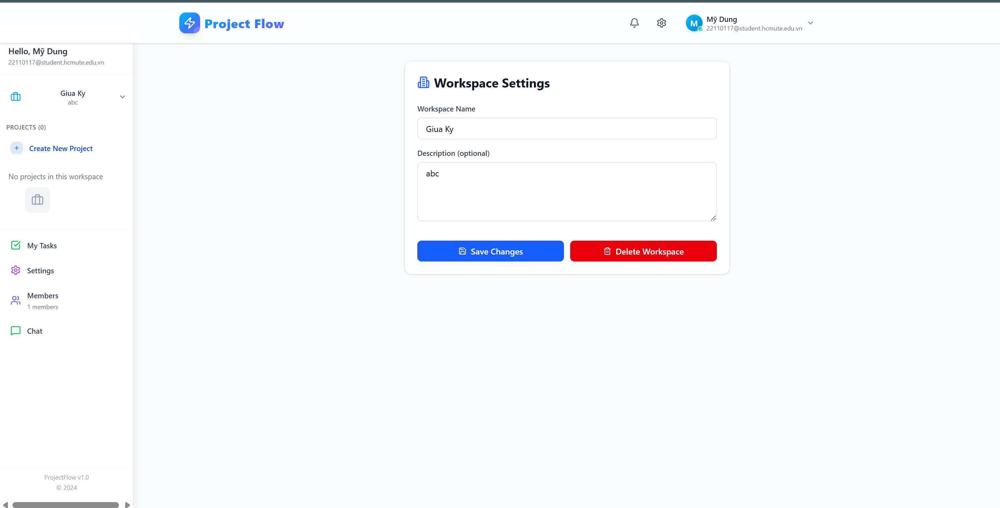 Project Flow
M
Mỹ Dung
22110117@student.hcmute.edu.vn
Hello, Mỹ Dung
22110117@student.hcmute.edu.vn
Giua Ky
abc
PROJECTS (0)
+ Create New Project
No projects in this workspace
My Tasks
Settings
Members
1 members
Chat
ProjectFlow v1.0
© 2024
Workspace Settings
Workspace Name
Giua Ky
Description (optional)
abc
Save Changes
Delete Workspace